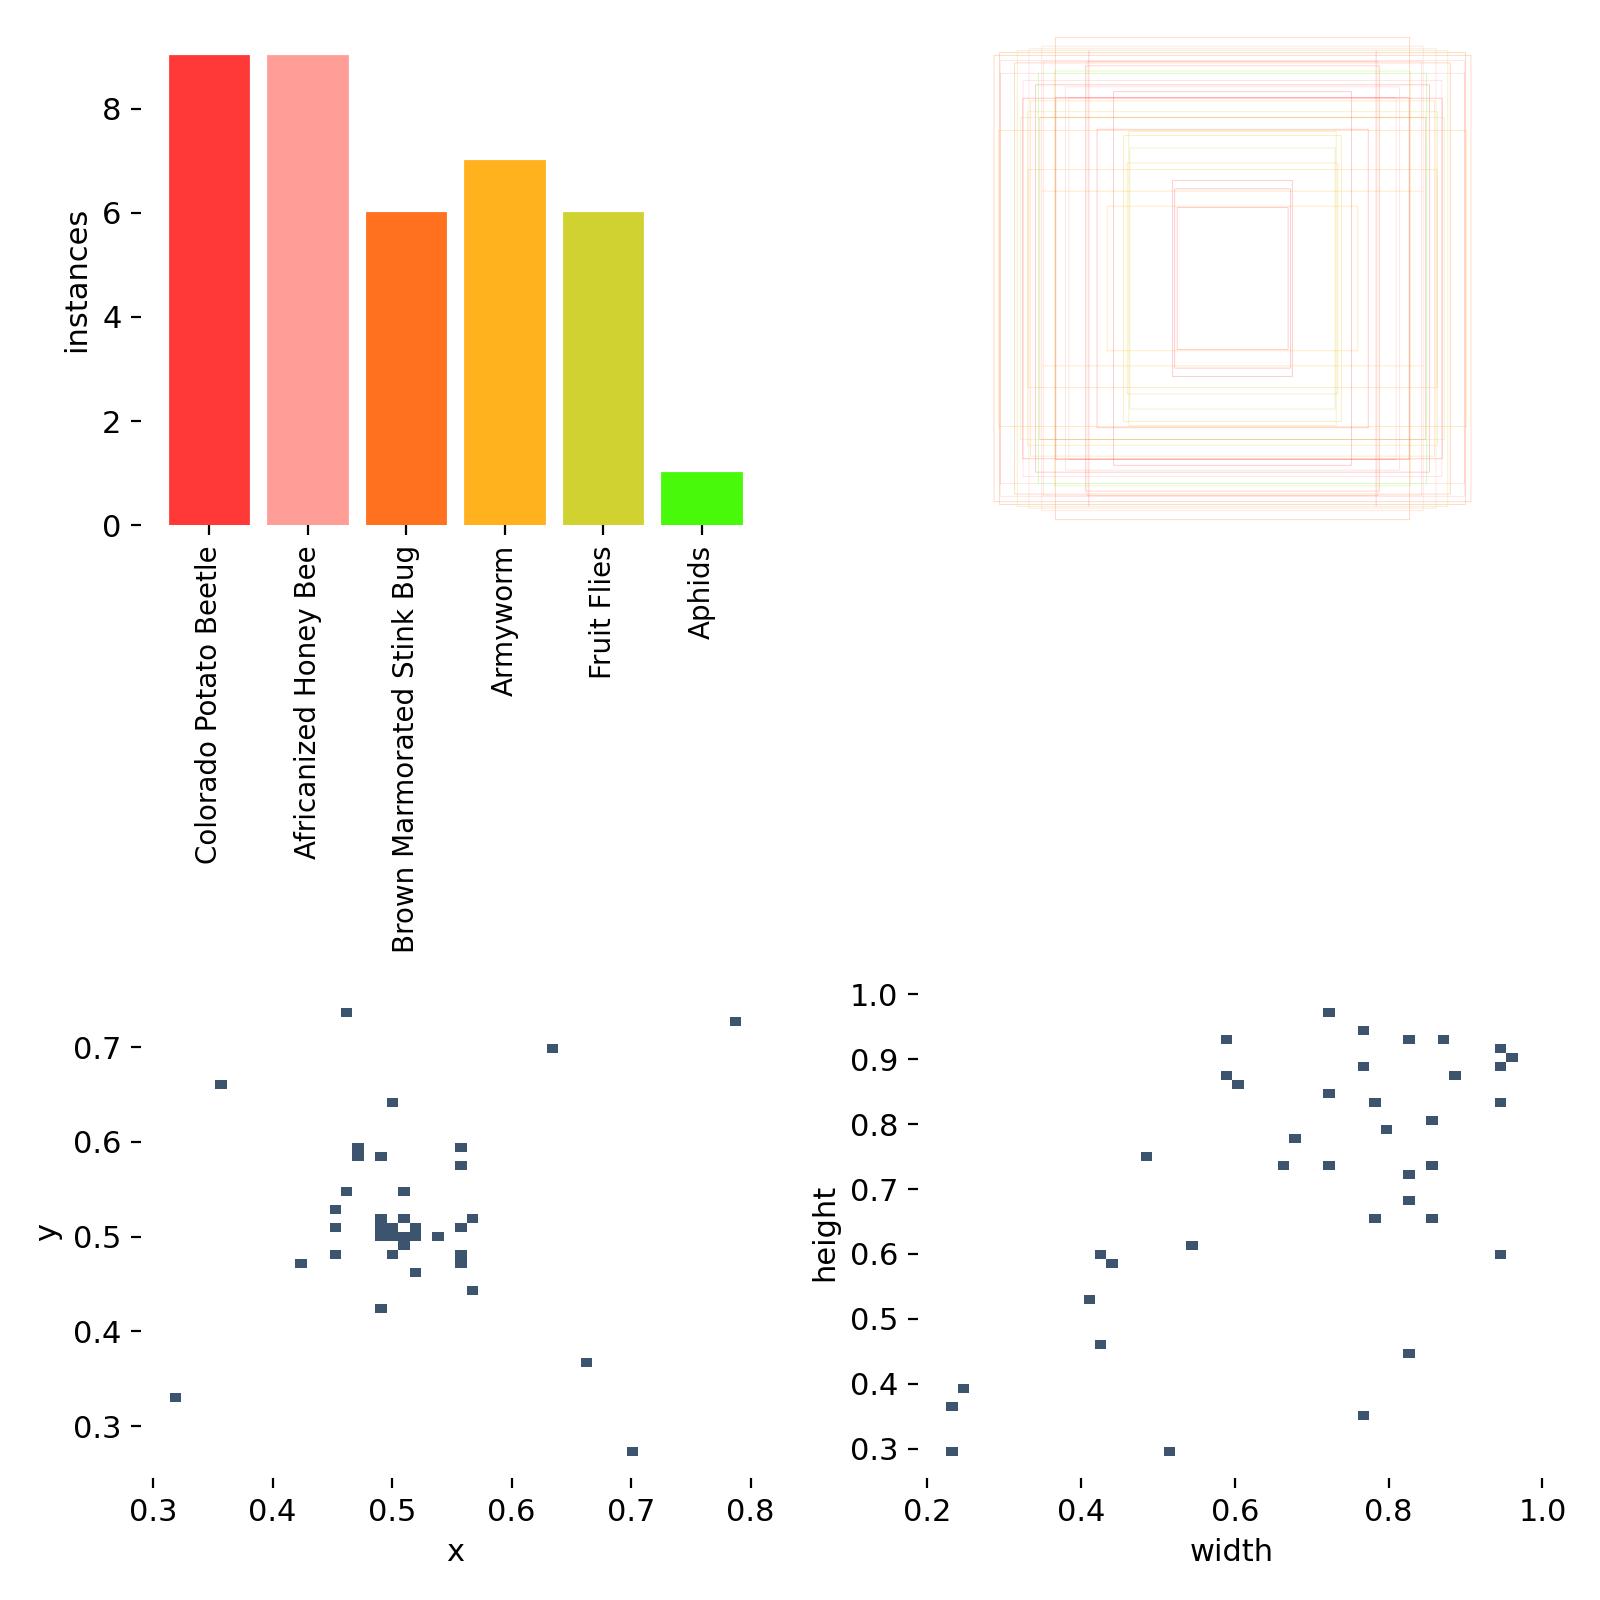 instances
8
6
4
2
0
Colorado Potato Beetle
Africanized Honey Bee
Brown Marmorated Stink Bug
Armyworm
Fruit Flies
Aphids
y
0.7
0.6
0.5
0.4
0.3
0.3 0.4 0.5 0.6 0.7 0.8
x
height
1.0
0.9
0.8
0.7
0.6
0.5
0.4
0.3
0.2 0.4 0.6 0.8 1.0
width